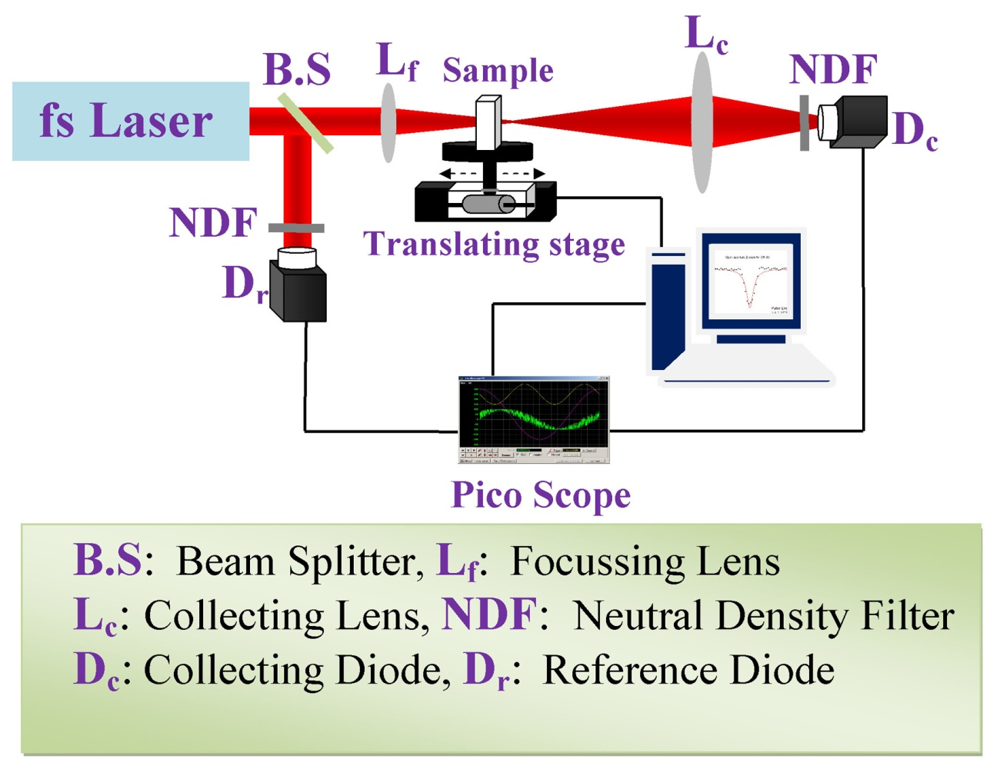 L_c
B.S
L_f
Sample
NDF
fs Laser
D_c
NDF
Translating stage
D_r
Pico Scope
B.S: Beam Splitter, L_f: Focussing Lens
L_c: Collecting Lens, NDF: Neutral Density Filter
D_c: Collecting Diode, D_r: Reference Diode